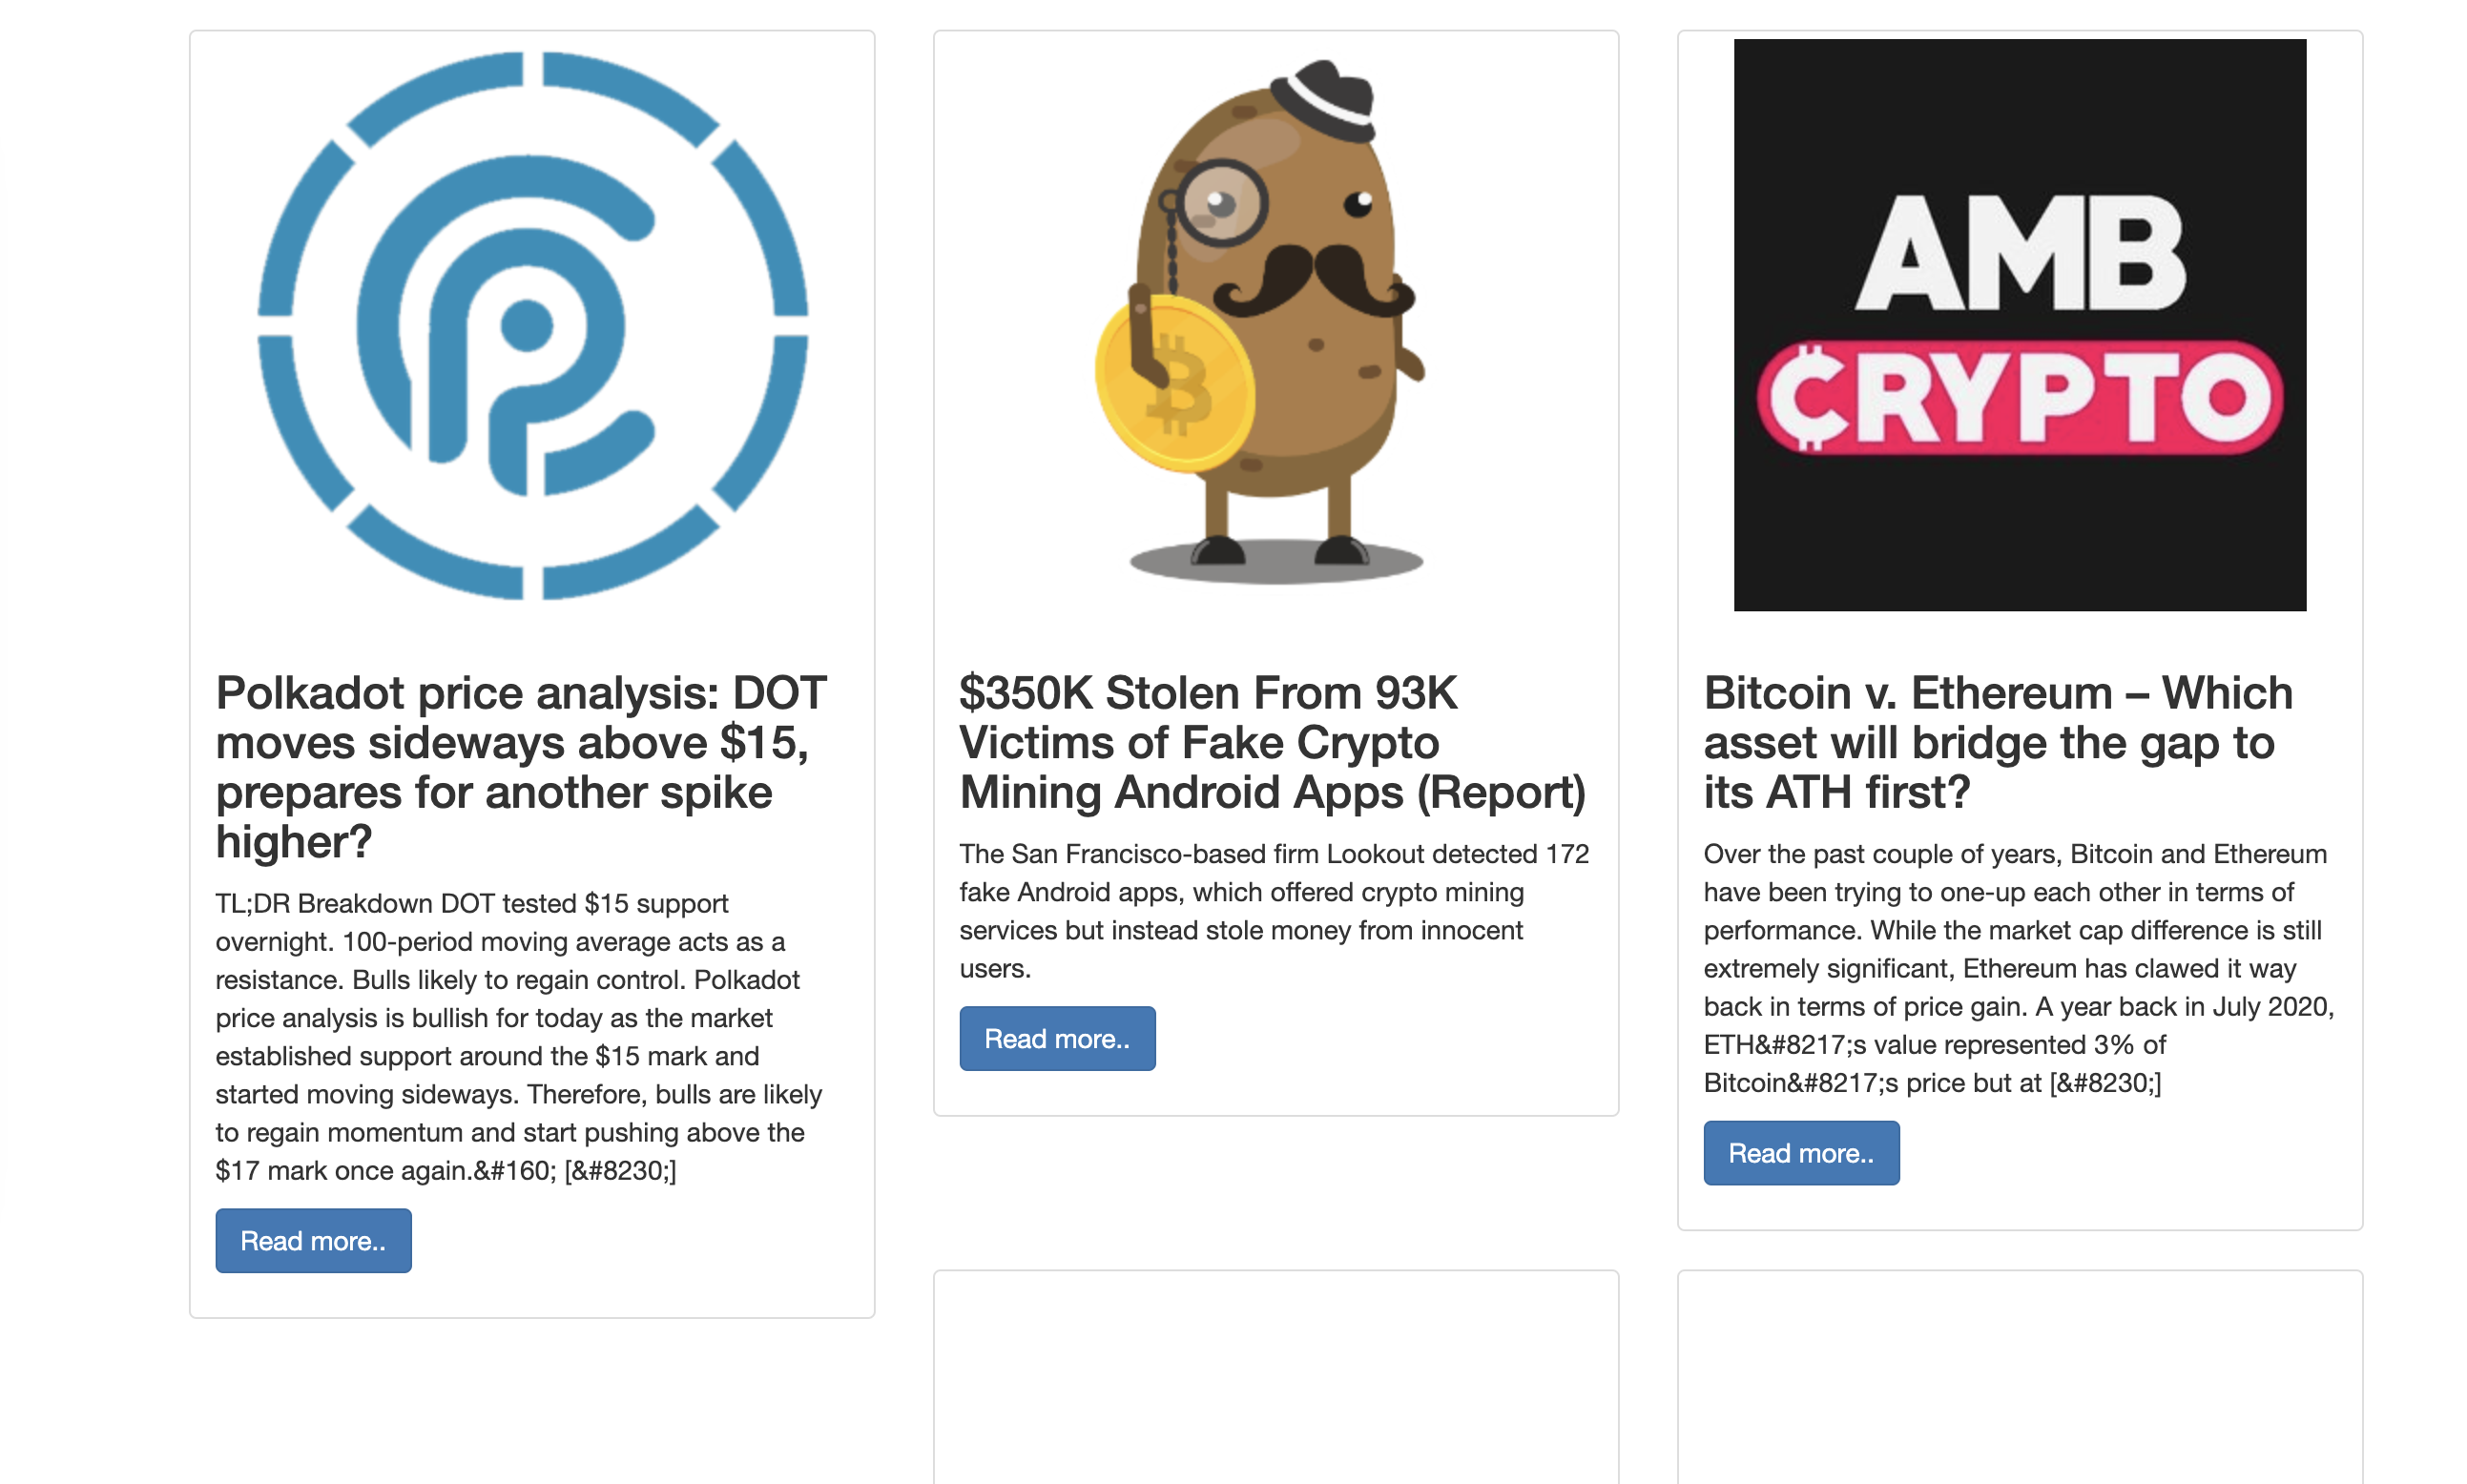 Polkadot price analysis: DOT
moves sideways above $15,
prepares for another spike
higher?
TL;DR Breakdown DOT tested $15 support
overnight. 100-period moving average acts as a
resistance. Bulls likely to regain control. Polkadot
price analysis is bullish for today as the market
established support around the $15 mark and
started moving sideways. Therefore, bulls are likely
to regain momentum and start pushing above the
$17 mark once again.&#160; [&#8230;]
Read more..
$350K Stolen From 93K
Victims of Fake Crypto
Mining Android Apps (Report)
The San Francisco-based firm Lookout detected 172
fake Android apps, which offered crypto mining
services but instead stole money from innocent
users.
Read more..
AMB
CRYPTO
Bitcoin v. Ethereum – Which
asset will bridge the gap to
its ATH first?
Over the past couple of years, Bitcoin and Ethereum
have been trying to one-up each other in terms of
performance. While the market cap difference is still
extremely significant, Ethereum has clawed it way
back in terms of price gain. A year back in July 2020,
ETH&#8217;s value represented 3% of
Bitcoin&#8217;s price but at [&#8230;]
Read more..